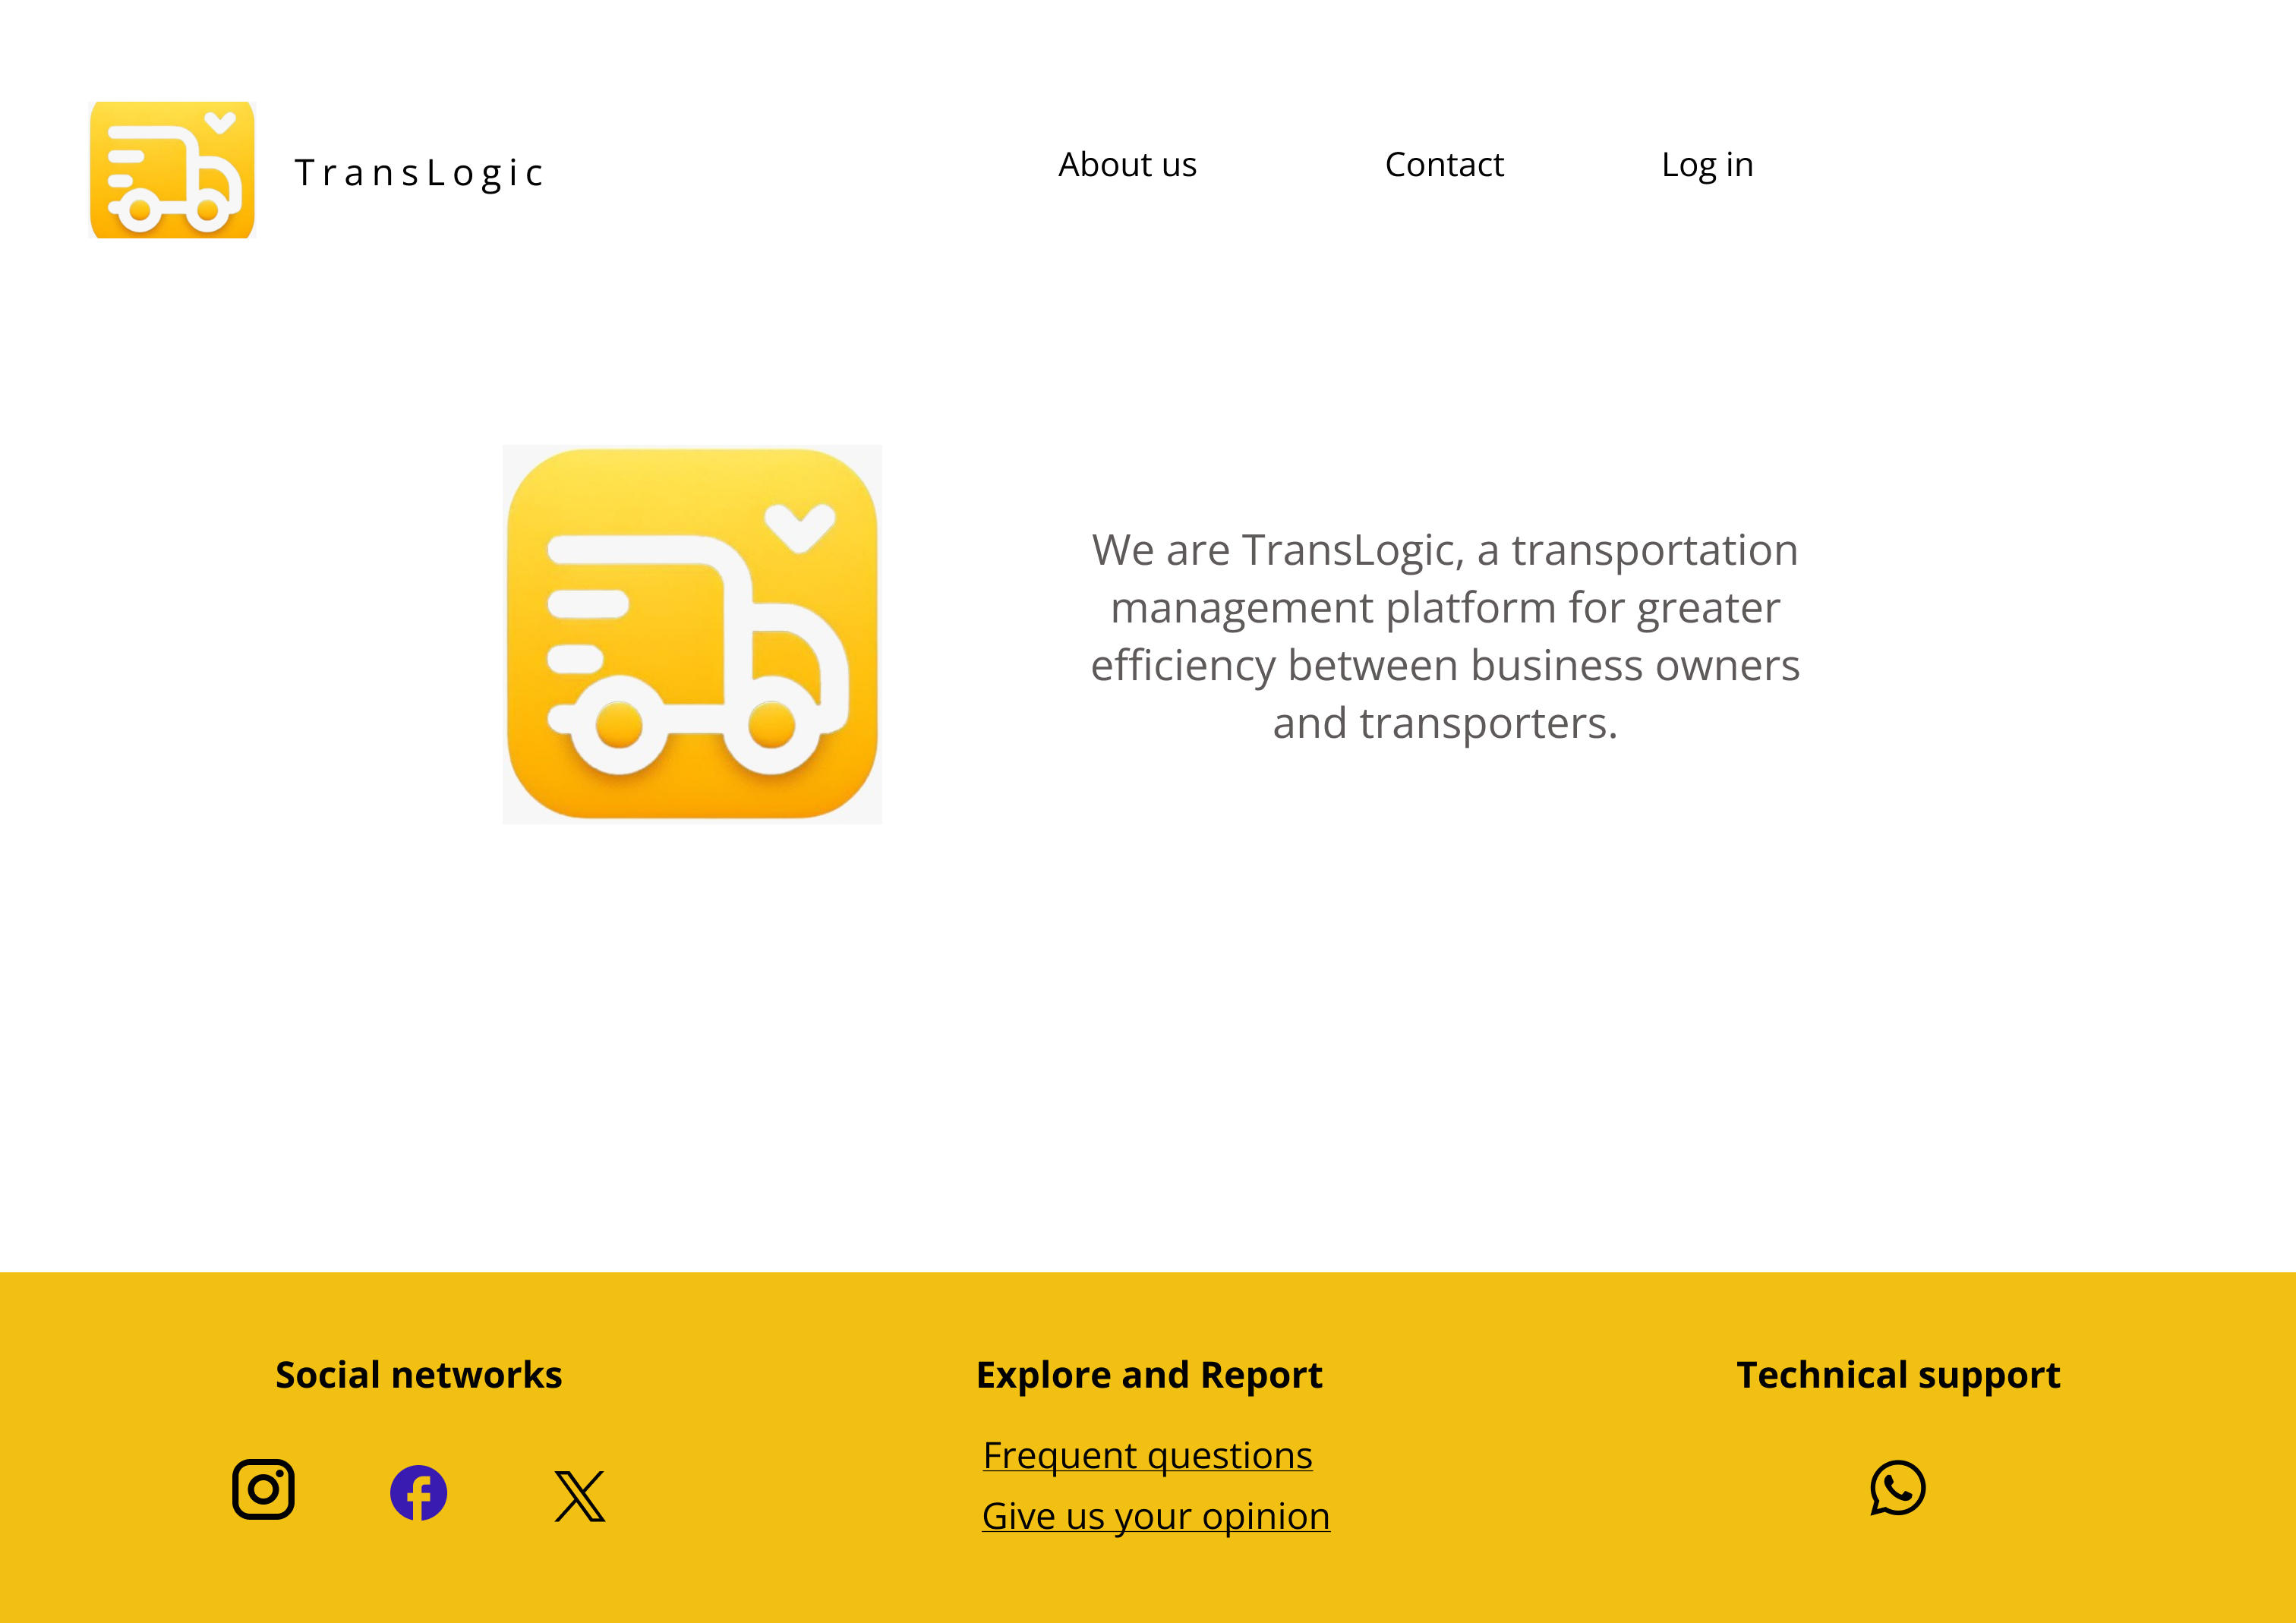 TransLogic
About us
Contact
Log in
We are TransLogic, a transportation
management platform for greater
efficiency between business owners
and transporters.
Social networks
Explore and Report
Technical support
Frequent questions
Give us your opinion